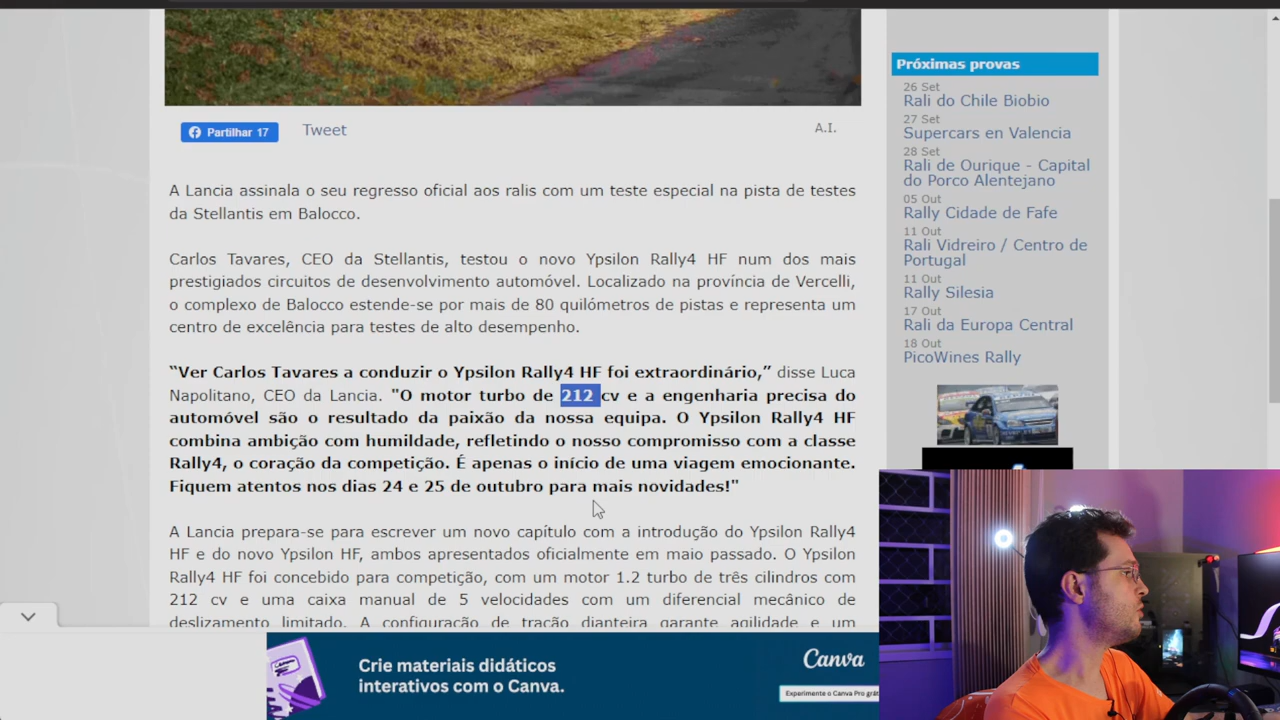 Partilhar 17
Tweet
A.I.
A Lancia assinala o seu regresso oficial aos ralis com um teste especial na pista de testes
da Stellantis em Balocco.
Carlos Tavares, CEO da Stellantis, testou o novo Ypsilon Rally4 HF num dos mais
prestigiados circuitos de desenvolvimento automóvel. Localizado na província de Vercelli,
o complexo de Balocco estende-se por mais de 80 quilómetros de pistas e representa um
centro de excelência para testes de alto desempenho.
“Ver Carlos Tavares a conduzir o Ypsilon Rally4 HF foi extraordinário,” disse Luca
Napolitano, CEO da Lancia. "O motor turbo de 212 cv e a engenharia precisa do
automóvel são o resultado da paixão da nossa equipa. O Ypsilon Rally4 HF
combina ambição com humildade, refletindo o nosso compromisso com a classe
Rally4, o coração da competição. É apenas o início de uma viagem emocionante.
Fiquem atentos nos dias 24 e 25 de outubro para mais novidades!"
A Lancia prepara-se para escrever um novo capítulo com a introdução do Ypsilon Rally4
HF e do novo Ypsilon HF, ambos apresentados oficialmente em maio passado. O Ypsilon
Rally4 HF foi concebido para competição, com um motor 1.2 turbo de três cilindros com
212 cv e uma caixa manual de 5 velocidades com um diferencial mecânico de
deslizamento limitado. A configuração de tração dianteira garante agilidade e um
Próximas provas
26 Set
Rali do Chile Biobio
27 Set
Supercars en Valencia
28 Set
Rali de Ourique - Capital
do Porco Alentejano
05 Out
Rally Cidade de Fafe
11 Out
Rali Vidreiro / Centro de
Portugal
11 Out
Rally Silesia
17 Out
Rali da Europa Central
18 Out
PicoWines Rally
Crie materiais didáticos
interativos com o Canva.
Canva
Experimente o Canva Pro grát